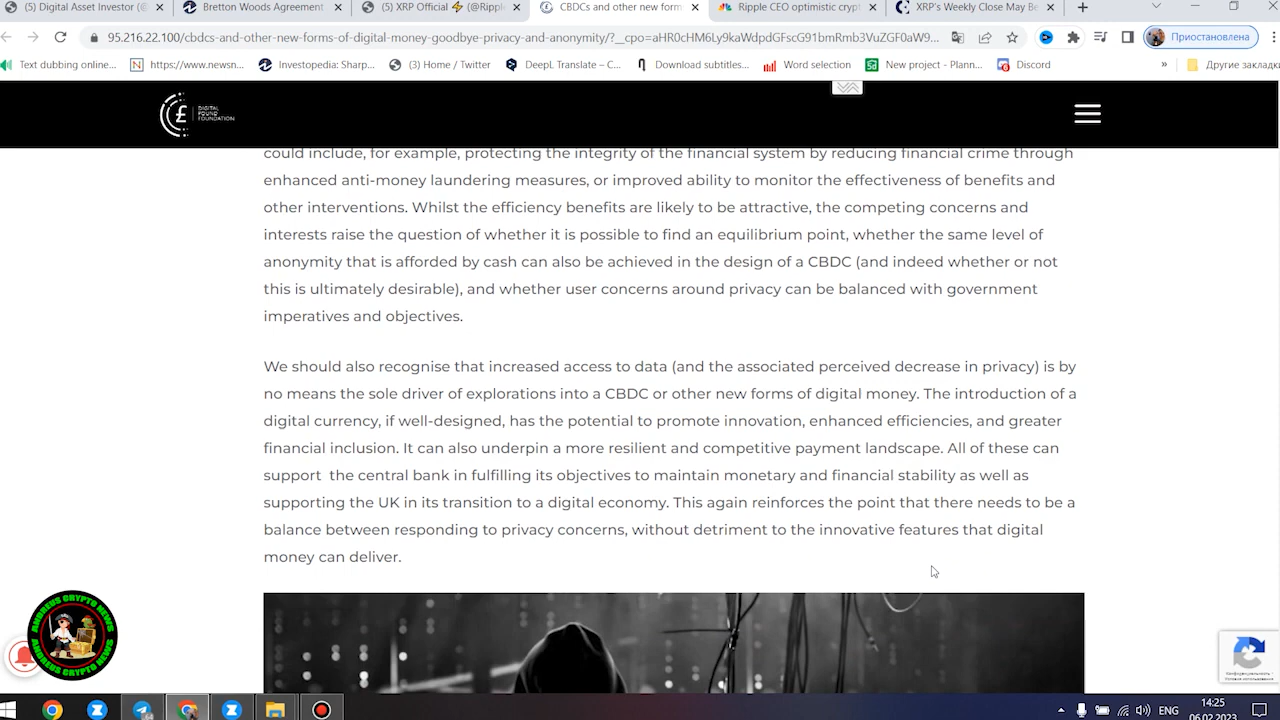 (5) Digital Asset Investor (@
Bretton Woods Agreement
(5) XRP Official ⚡ (@Rippl
CBDCs and other new form
Ripple CEO optimistic crypt
XRP's Weekly Close May Be
95.216.22.100/cbdcs-and-other-new-forms-of-digital-money-goodbye-privacy-and-anonymity/?__cpo=aHR0cHM6Ly9kaWdpdGFscG91bmRmb3VuZGF0aW9...
Приостановлена
Text dubbing online...
https://www.newsn...
Investopedia: Sharp...
(3) Home / Twitter
DeepL Translate – C...
Download subtitles...
Word selection
New project - Plann...
Discord
»
Другие закладки
DIGITAL
POUND
FOUNDATION
could include, for example, protecting the integrity of the financial system by reducing financial crime through
enhanced anti-money laundering measures, or improved ability to monitor the effectiveness of benefits and
other interventions. Whilst the efficiency benefits are likely to be attractive, the competing concerns and
interests raise the question of whether it is possible to find an equilibrium point, whether the same level of
anonymity that is afforded by cash can also be achieved in the design of a CBDC (and indeed whether or not
this is ultimately desirable), and whether user concerns around privacy can be balanced with government
imperatives and objectives.
We should also recognise that increased access to data (and the associated perceived decrease in privacy) is by
no means the sole driver of explorations into a CBDC or other new forms of digital money. The introduction of a
digital currency, if well-designed, has the potential to promote innovation, enhanced efficiencies, and greater
financial inclusion. It can also underpin a more resilient and competitive payment landscape. All of these can
support the central bank in fulfilling its objectives to maintain monetary and financial stability as well as
supporting the UK in its transition to a digital economy. This again reinforces the point that there needs to be a
balance between responding to privacy concerns, without detriment to the innovative features that digital
money can deliver.
ANDREUS CRYPTO NEWS
ANDREUS CRYPTO NEWS
Конфиденциальность -
Условия использования
ENG
14:25
06.02.2023